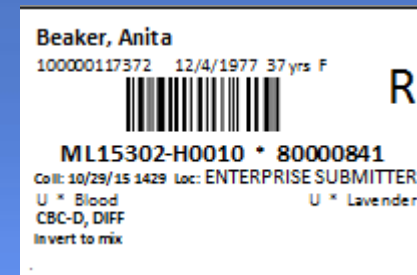 Beaker, Anita
100000117372 12/4/1977 37 yrs F
R
ML15302-H0010 * 80000841
Coll: 10/29/15 1429 Loc: ENTERPRISE SUBMITTER
U * Blood U * Lavender
CBC-D, DIFF
Invert to mix